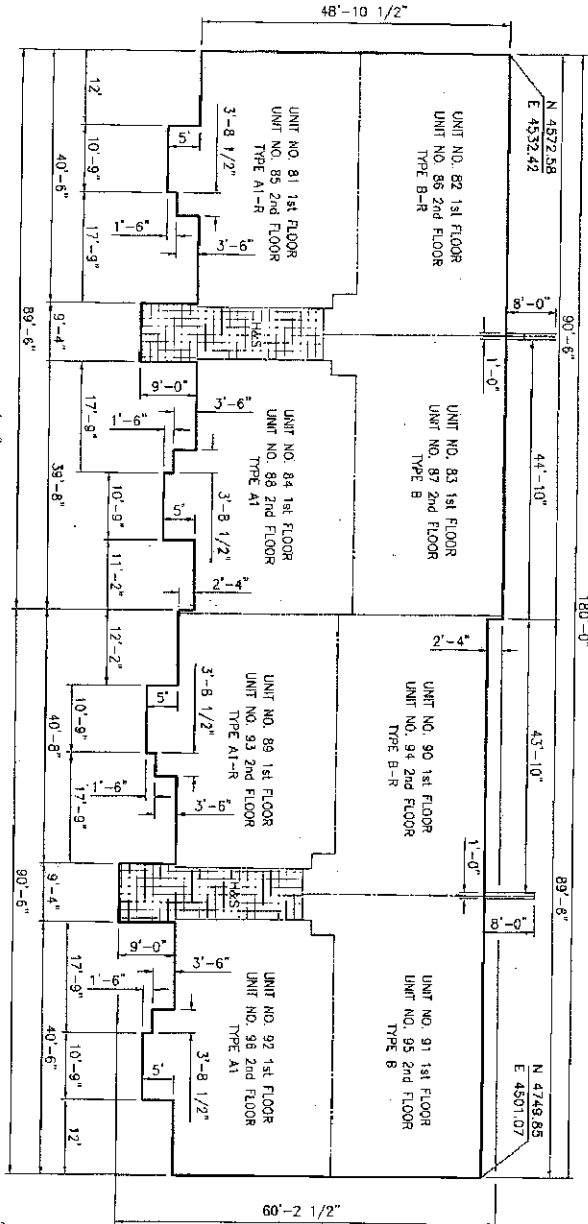 48'-10 1/2"
N 4572.58
E 4532.42
UNIT NO. 82 1st FLOOR
UNIT NO. 86 2nd FLOOR
TYPE B-R
UNIT NO. 81 1st FLOOR
UNIT NO. 85 2nd FLOOR
TYPE A1-R
12'
10'-9"
40'-6"
17'-9"
5'
3'-8 1/2"
1'-6"
3'-6"
90'-6"
8'-0"
1'-0"
H&S
9'-4"
89'-6"
9'-0"
3'-6"
17'-9"
1'-6"
UNIT NO. 83 1st FLOOR
UNIT NO. 87 2nd FLOOR
TYPE B
UNIT NO. 84 1st FLOOR
UNIT NO. 88 2nd FLOOR
TYPE A1
44'-10"
39'-8"
10'-9"
5'
3'-8 1/2"
11'-2"
2'-4"
180'-0"
12'-2"
2'-4"
UNIT NO. 90 1st FLOOR
UNIT NO. 94 2nd FLOOR
TYPE B-R
UNIT NO. 89 1st FLOOR
UNIT NO. 93 2nd FLOOR
TYPE A1-R
43'-10"
5'
3'-8 1/2"
10'-9"
40'-8"
17'-9"
1'-6"
3'-6"
1'-0"
89'-6"
8'-0"
H&S
9'-4"
90'-6"
9'-0"
3'-6"
17'-9"
1'-6"
UNIT NO. 91 1st FLOOR
UNIT NO. 95 2nd FLOOR
TYPE B
UNIT NO. 92 1st FLOOR
UNIT NO. 96 2nd FLOOR
TYPE A1
40'-6"
10'-9"
5'
3'-8 1/2"
12'
N 4749.85
E 4501.07
60'-2 1/2"